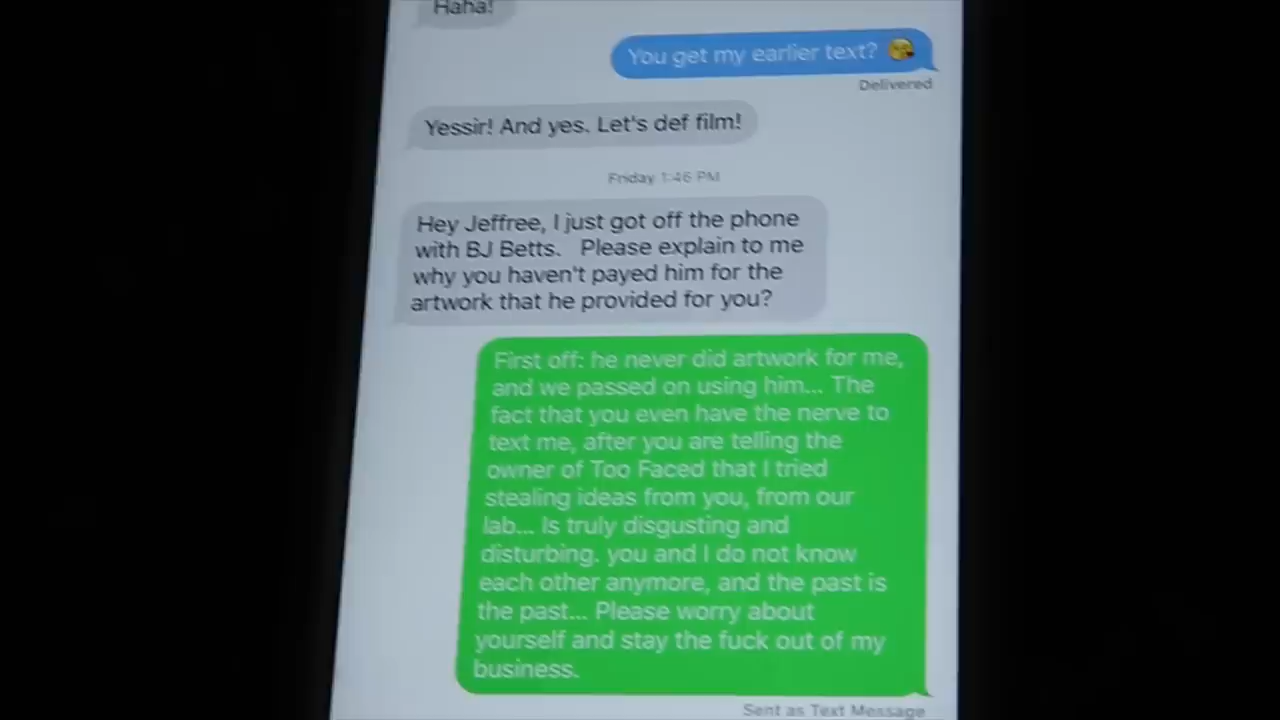 Haha!
You get my earlier text? 😜
Delivered
Yessir! And yes. Let's def film!
Friday 1:46 PM
Hey Jeffree, I just got off the phone
with BJ Betts.   Please explain to me
why you haven't payed him for the
artwork that he provided for you?
First off: he never did artwork for me,
and we passed on using him... The
fact that you even have the nerve to
text me, after you are telling the
owner of Too Faced that I tried
stealing ideas from you, from our
lab... Is truly disgusting and
disturbing. you and I do not know
each other anymore, and the past is
the past... Please worry about
yourself and stay the fuck out of my
business.
Sent as Text Message